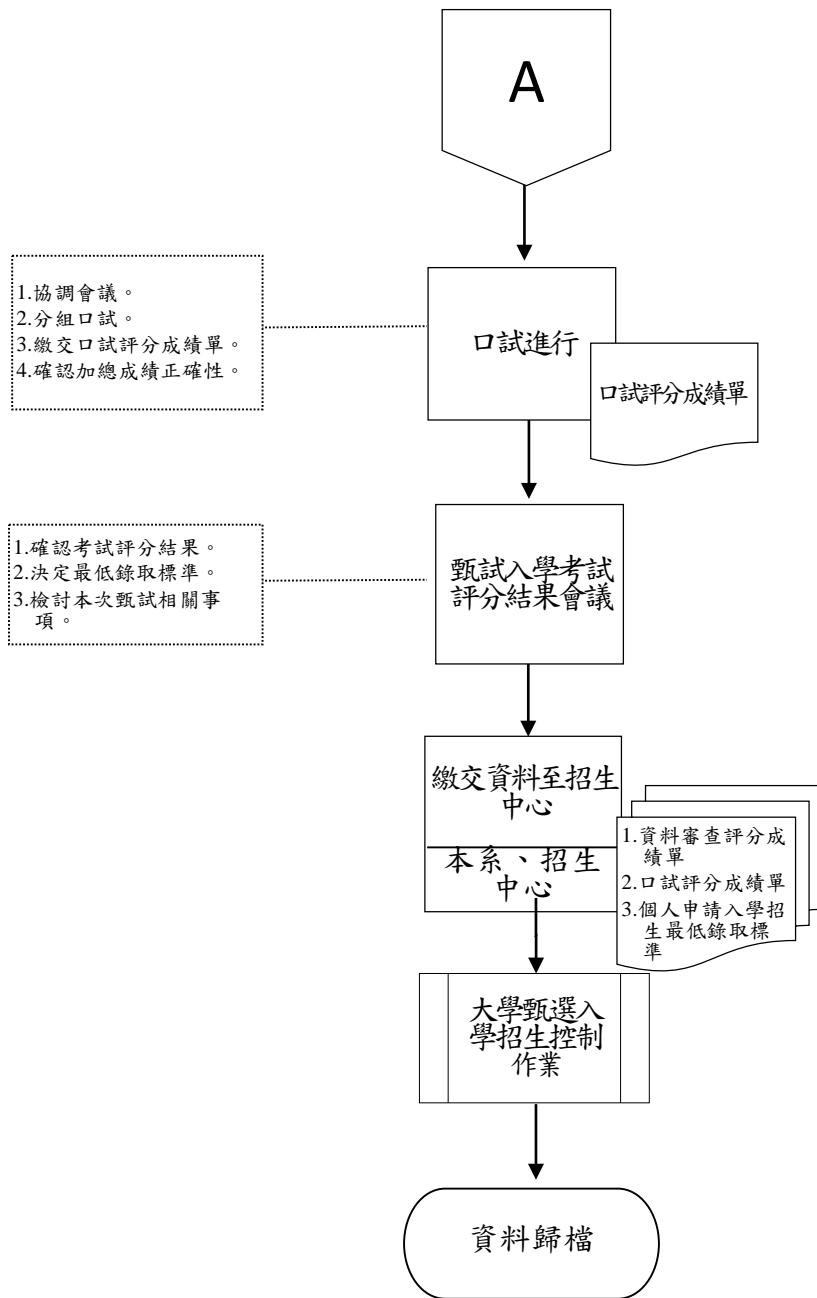 A
1.協調會議。
2.分組口試。
3.繳交口試評分成績單。
4.確認加總成績正確性。
口試進行
口試評分成績單
1.確認考試評分結果。
2.決定最低錄取標準。
3.檢討本次甄試相關事
項。
甄試入學考試
評分結果會議
繳交資料至招生
中心
本系、招生
中心
1.資料審查評分成
績單
2.口試評分成績單
3.個人申請入學招
生最低錄取標
準
大學甄選入
學招生控制
作業
資料歸檔